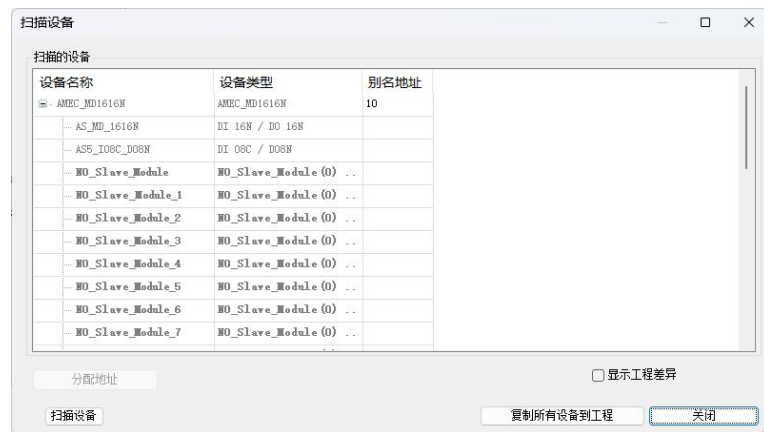 扫描设备
扫描的设备
设备名称 设备类型 别名地址
AMEC_MD1616N AMEC_MD1616N 10
AS_MD_1616N DI 16N / DO 16N
AS5_I08C_D08N DI 08C / D08N
NO_Slave_Module NO_Slave_Module(0) ..
NO_Slave_Module_1 NO_Slave_Module(0) ..
NO_Slave_Module_2 NO_Slave_Module(0) ..
NO_Slave_Module_3 NO_Slave_Module(0) ..
NO_Slave_Module_4 NO_Slave_Module(0) ..
NO_Slave_Module_5 NO_Slave_Module(0) ..
NO_Slave_Module_6 NO_Slave_Module(0) ..
NO_Slave_Module_7 NO_Slave_Module(0) ..
分配地址 显示工程差异
扫描设备 复制所有设备到工程 关闭